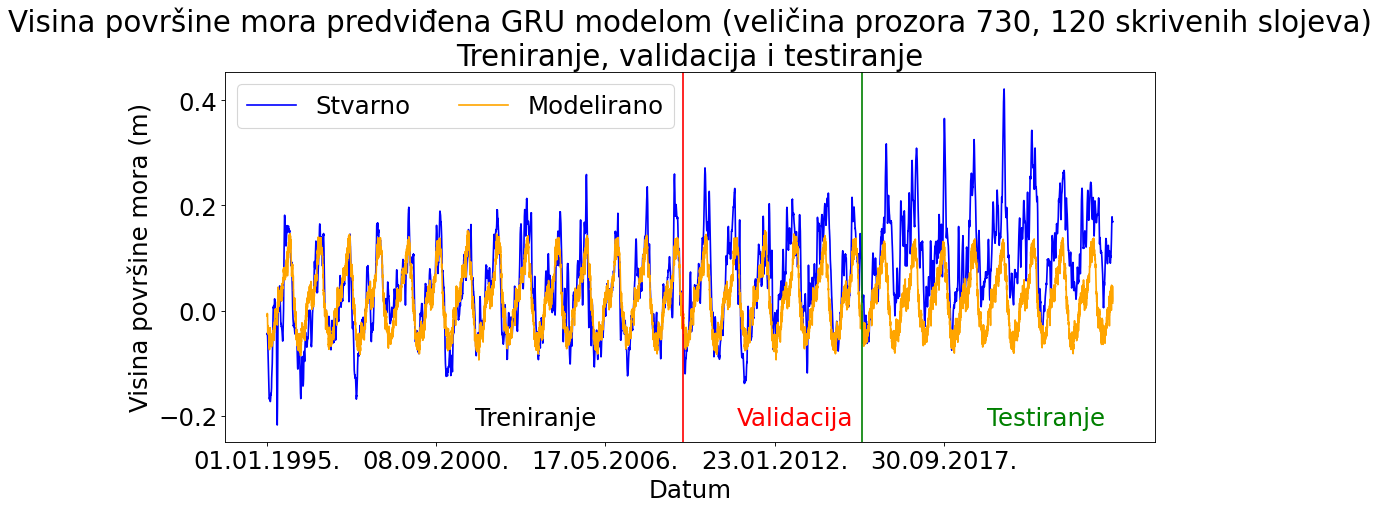 Visina površine mora predviđena GRU modelom (veličina prozora 730, 120 skrivenih slojeva)
Treniranje, validacija i testiranje
Stvarno
Modelirano
Visina površine mora (m)
0.4
0.2
0.0
−0.2
Treniranje
Validacija
Testiranje
01.01.1995.
08.09.2000.
17.05.2006.
23.01.2012.
30.09.2017.
Datum